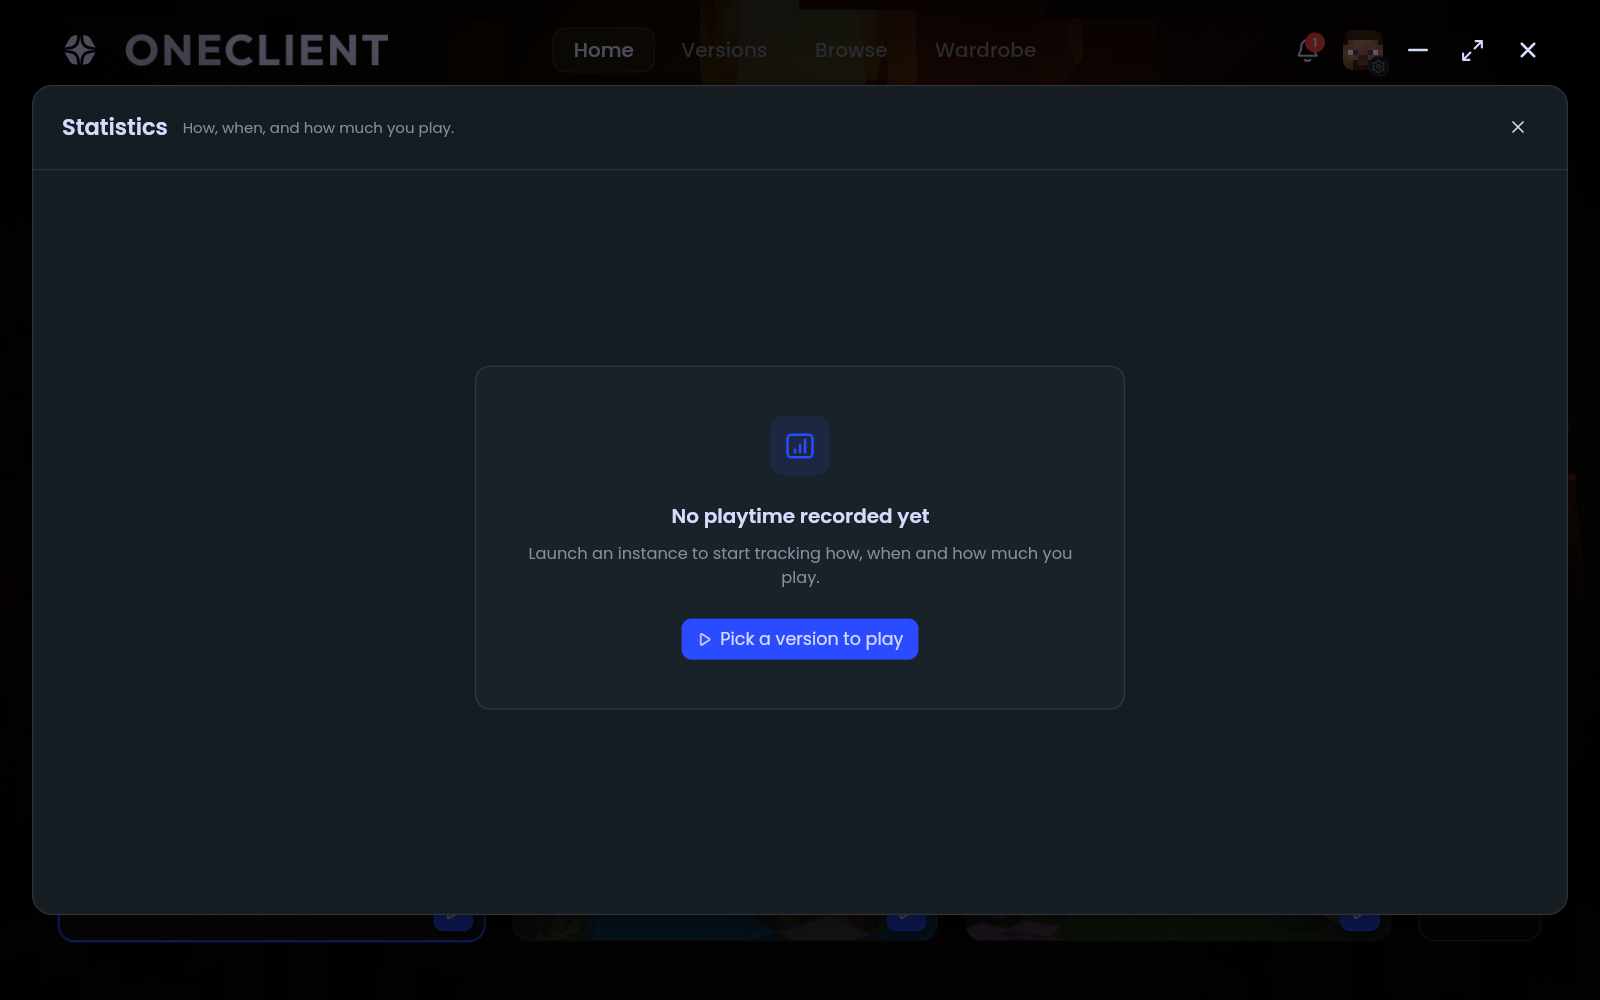 ONECLIENT
Home
Versions
Browse
Wardrobe
1
Statistics
How, when, and how much you play.
No playtime recorded yet
Launch an instance to start tracking how, when and how much you
play.
Pick a version to play